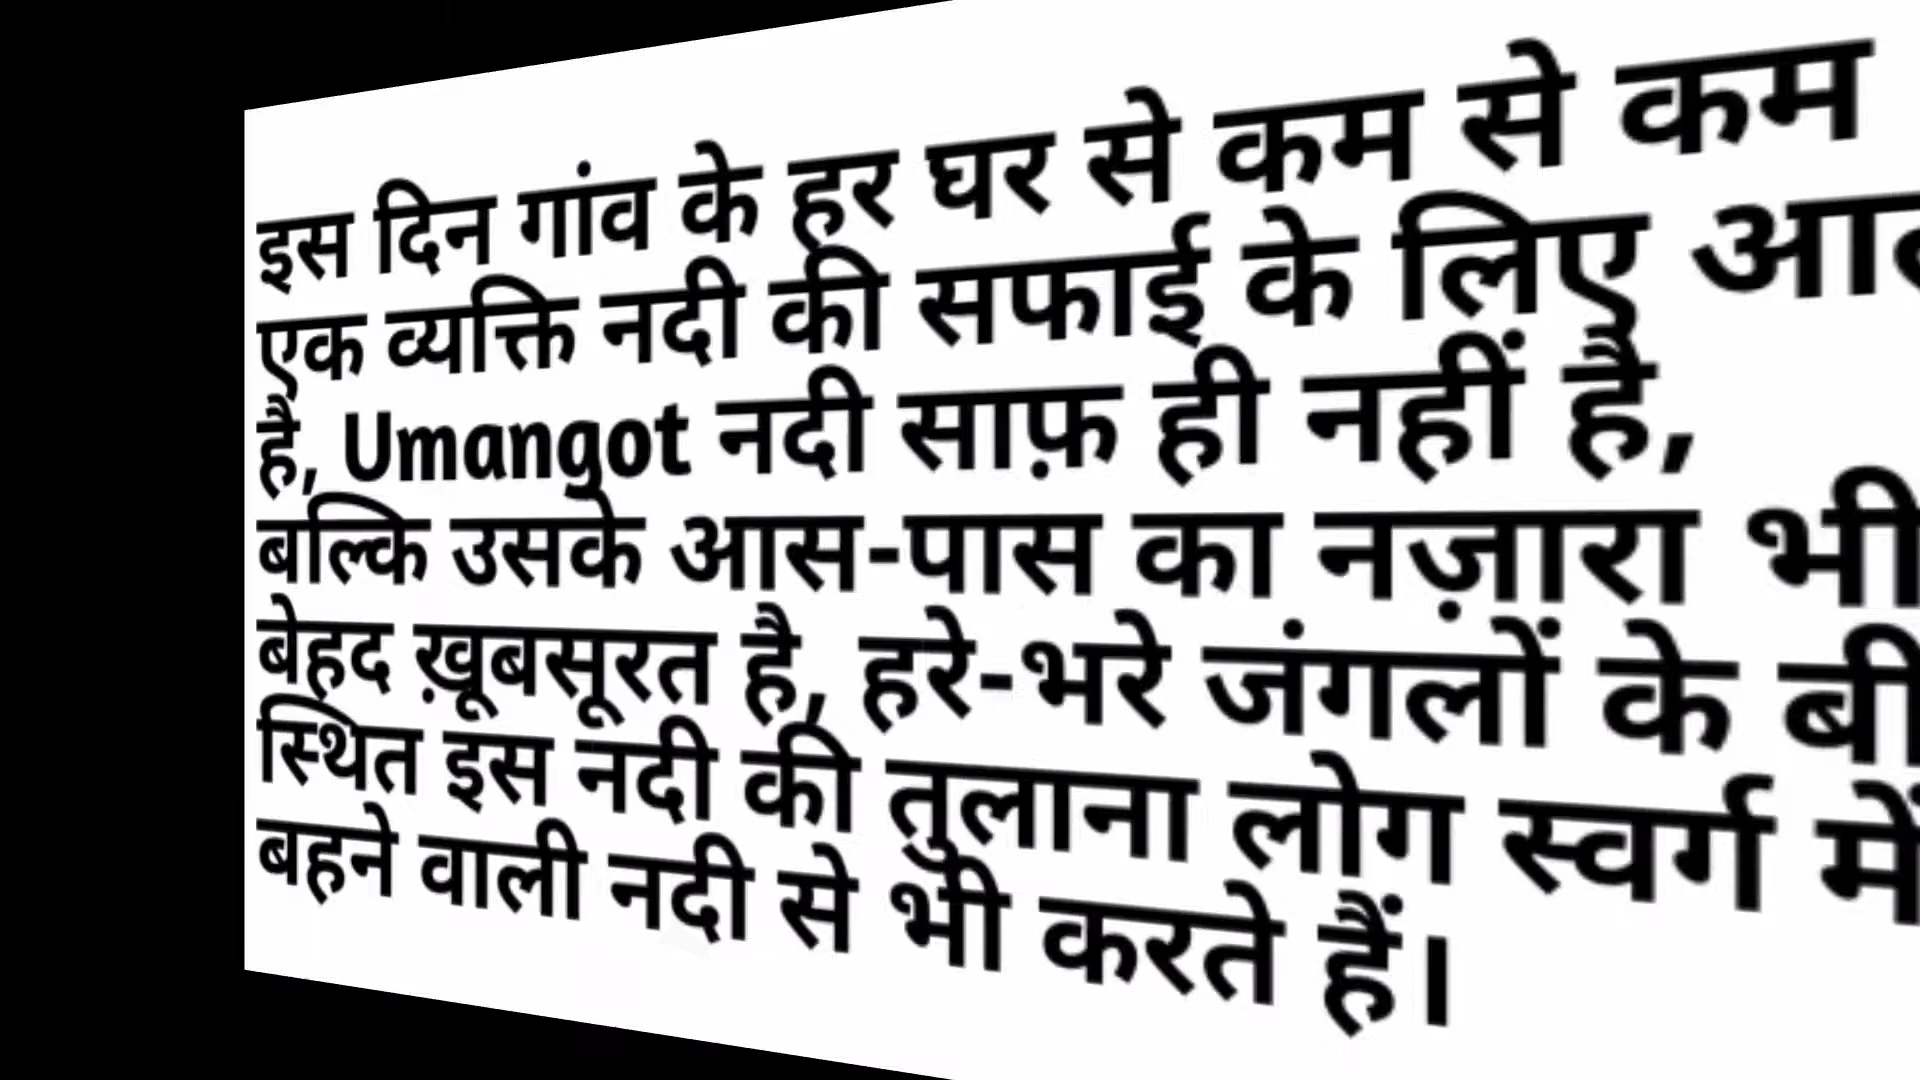 इस दिन गांव के हर घर से कम से कम
एक व्यक्ति नदी की सफाई के लिए
है, Umangot नदी साफ़ ही नहीं है,
बल्कि उसके आस-पास का नज़ारा भी
बेहद ख़ूबसूरत है, हरे-भरे जंगलों के
स्थित इस नदी की तुलाना लोग स्वर्ग में
बहने वाली नदी से भी करते हैं।